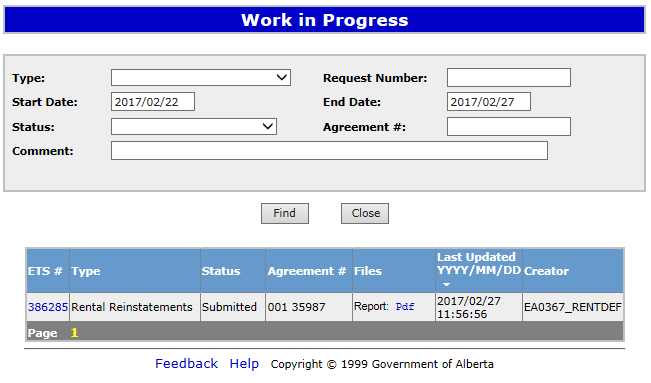 Work in Progress
Type: Request Number:
Start Date: 2017/02/22 End Date: 2017/02/27
Status: Agreement #:
Comment:
Find Close
ETS # Type Status Agreement # Files Last Updated YYYY/MM/DD Creator
386285 Rental Reinstatements Submitted 001 35987 Report: Pdf 2017/02/27 11:56:56 EA0367_RENTDEF
Page 1
Feedback Help Copyright © 1999 Government of Alberta